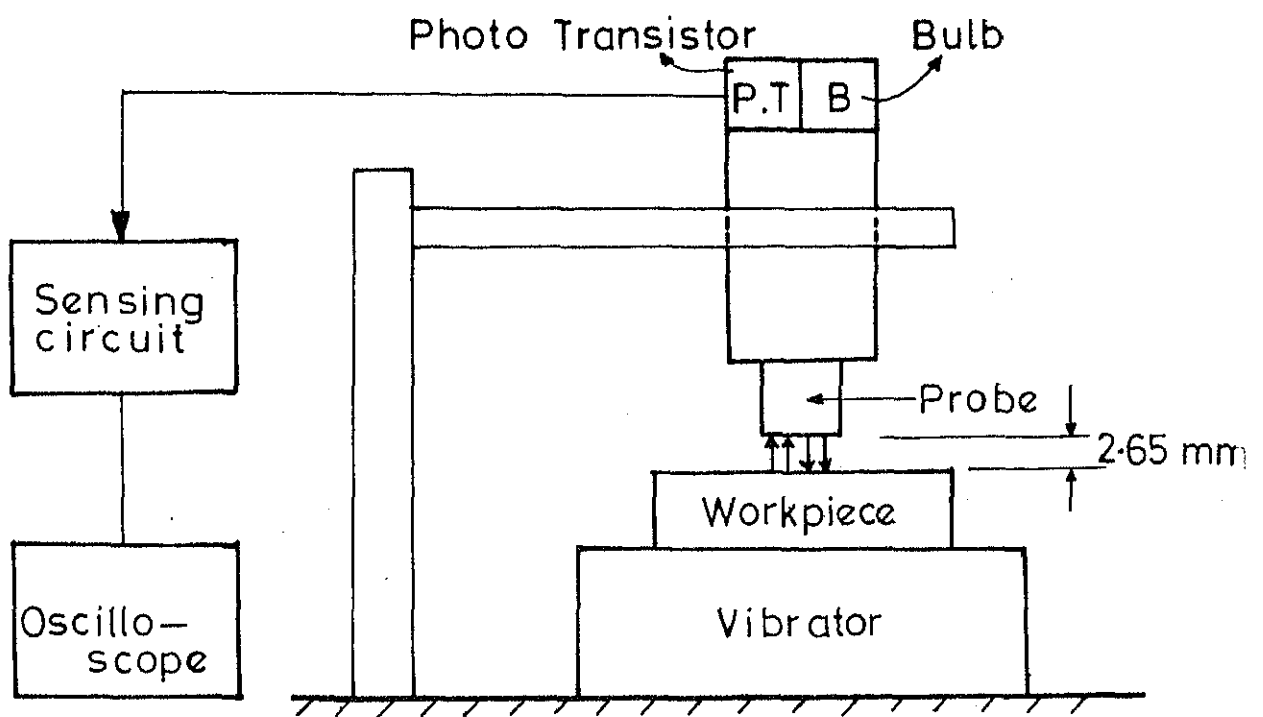 Photo Transistor
Bulb
P.T
B
Sensing
circuit
Probe
2.65 mm
Workpiece
Vibrator
Oscillo-
scope